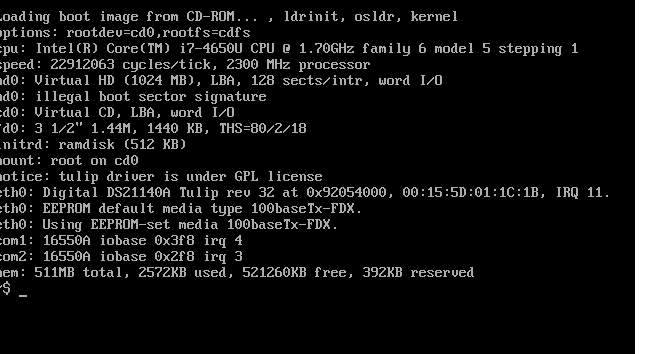 Loading boot image from CD-ROM... , ldrinit, osldr, kernel
options: rootdev=cd0,rootfs=cdfs
cpu: Intel(R) Core(TM) i7-4650U CPU @ 1.70GHz family 6 model 5 stepping 1
speed: 22912063 cycles/tick, 2300 MHz processor
hd0: Virtual HD (1024 MB), LBA, 128 sects/intr, word I/O
hd0: illegal boot sector signature
cd0: Virtual CD, LBA, word I/O
fd0: 3 1/2" 1.44M, 1440 KB, THS=80/2/18
initrd: ramdisk (512 KB)
mount: root on cd0
notice: tulip driver is under GPL license
eth0: Digital DS21140A Tulip rev 32 at 0x92054000, 00:15:5D:01:1C:1B, IRQ 11.
eth0: EEPROM default media type 100baseTx-FDX.
eth0: Using EEPROM-set media 100baseTx-FDX.
com1: 16550A iobase 0x3f8 irq 4
com2: 16550A iobase 0x2f8 irq 3
mem: 511MB total, 2572KB used, 521260KB free, 392KB reserved
$ _